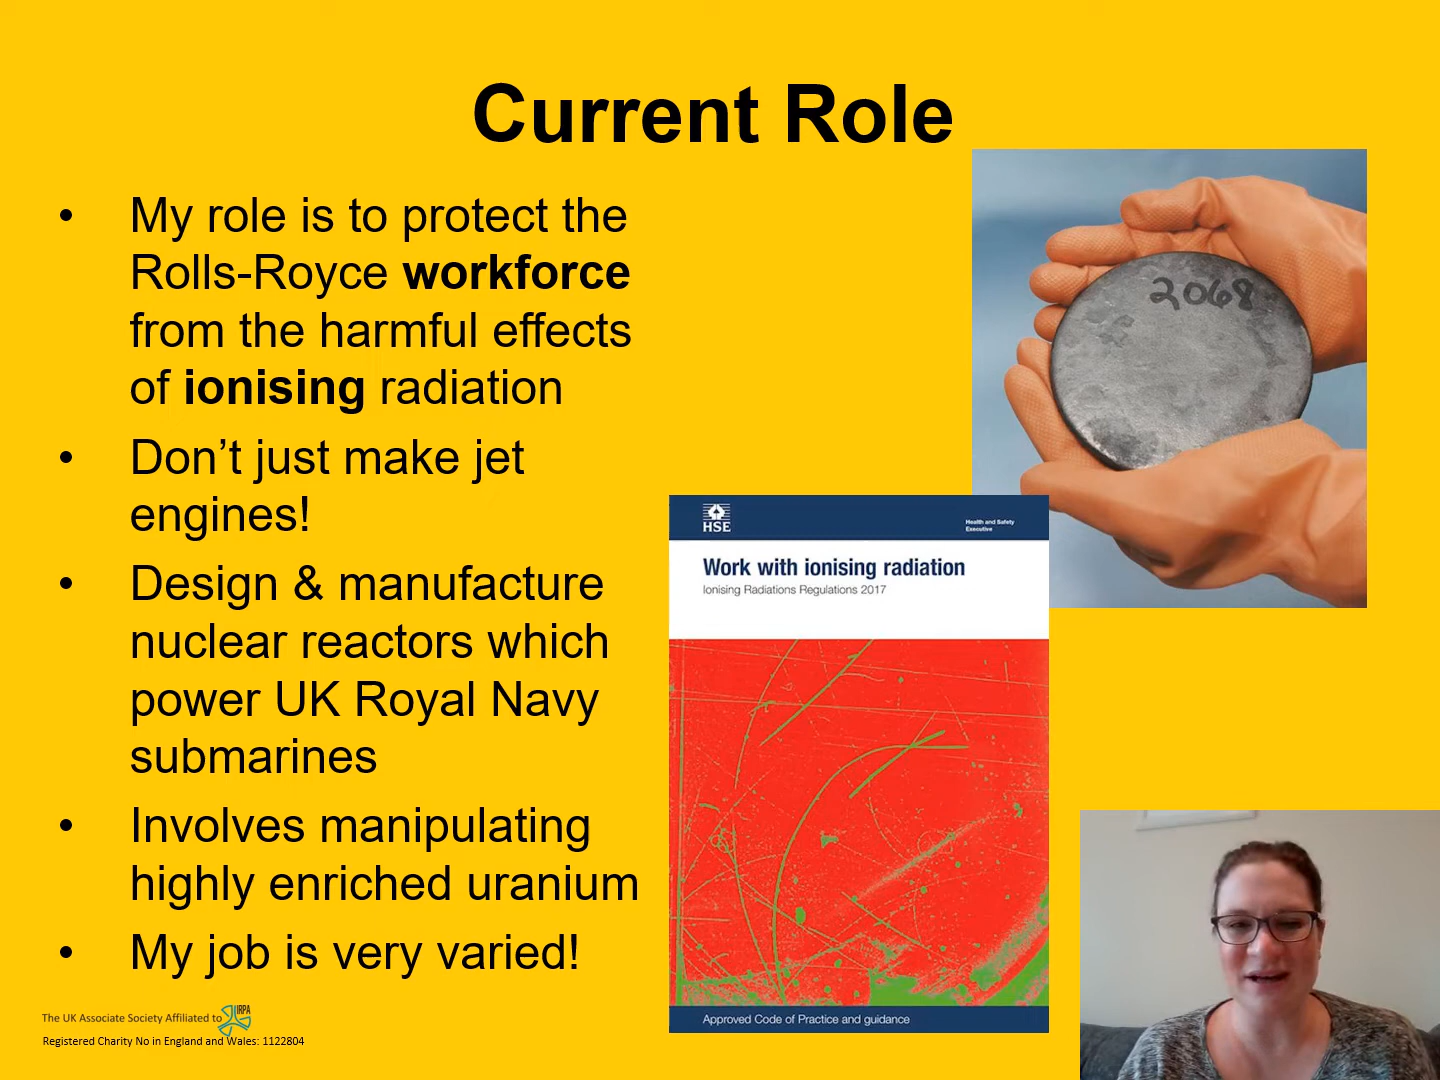 Current Role
• My role is to protect the
Rolls-Royce workforce
from the harmful effects
of ionising radiation
• Don’t just make jet
engines!
• Design & manufacture
nuclear reactors which
power UK Royal Navy
submarines
• Involves manipulating
highly enriched uranium
• My job is very varied!
2068
HSE
Health and Safety
Executive
Work with ionising radiation
Ionising Radiations Regulations 2017
Approved Code of Practice and guidance
The UK Associate Society Affiliated to
IRPA
Registered Charity No in England and Wales: 1122804